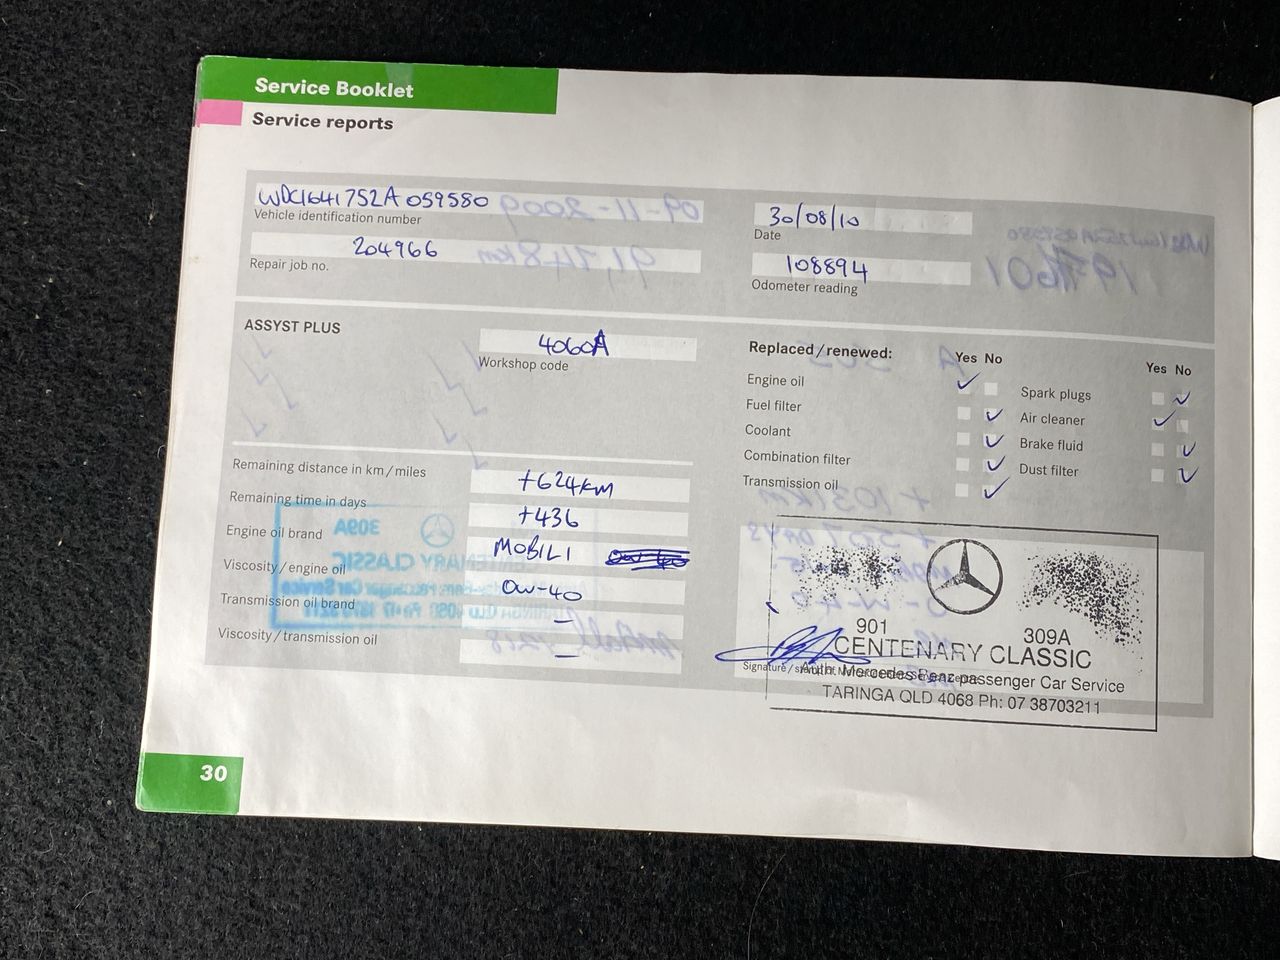 Service Booklet
Service reports
WDC1641752A059580
Vehicle identification number
204966
Repair job no.
30/08/10
Date
108894
Odometer reading
ASSYST PLUS
4060A
Workshop code
Remaining distance in km/miles +624km
Remaining time in days +436
Engine oil brand MOBIL 1
Viscosity/engine oil 0w-40
Transmission oil brand –
Viscosity/transmission oil –
Replaced/renewed: Yes No
Engine oil ✓
Fuel filter ✓
Coolant ✓
Combination filter ✓
Transmission oil ✓
Yes No
Spark plugs ✓
Air cleaner ✓
Brake fluid ✓
Dust filter ✓
901 309A
CENTENARY CLASSIC
Auth. Mercedes Benz passenger Car Service
TARINGA QLD 4068 Ph: 07 38703211
Signature/
30